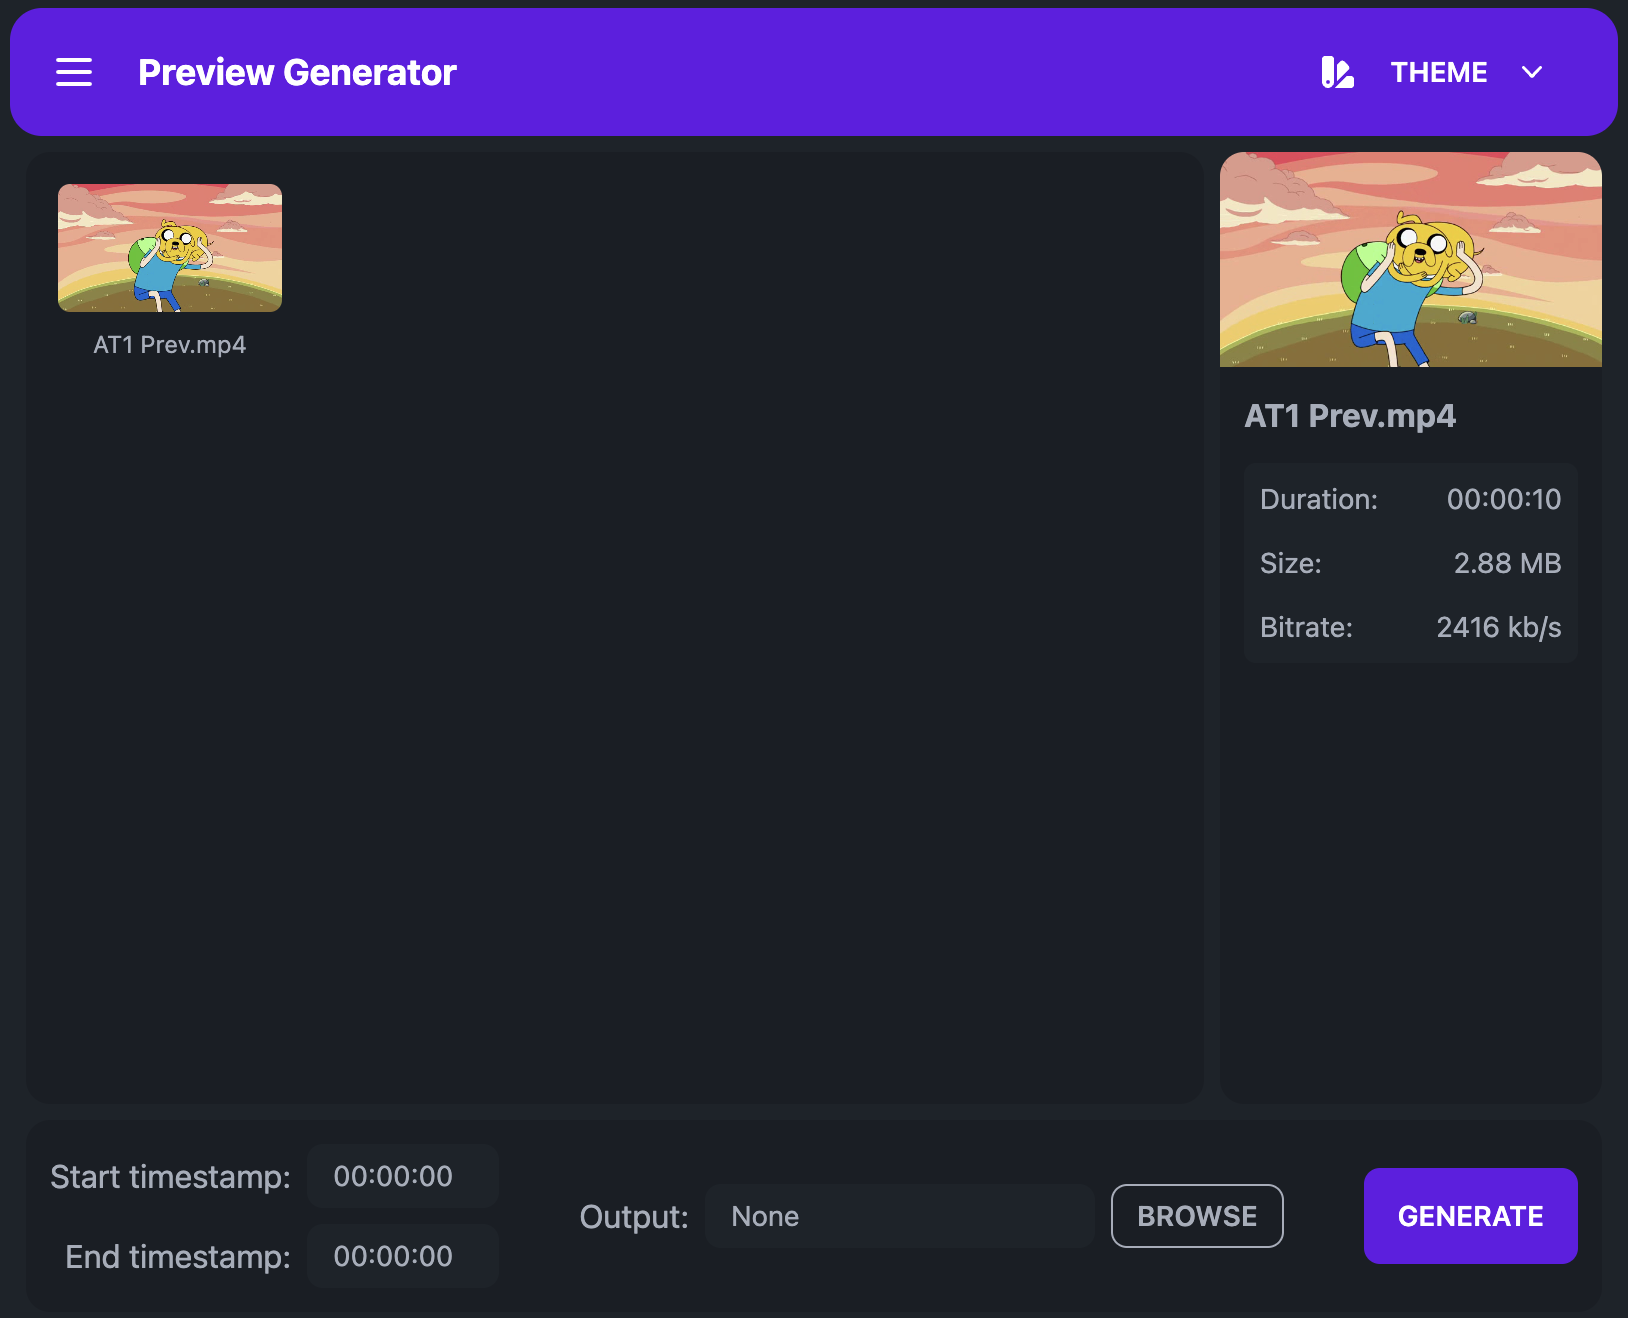 Preview Generator
THEME
AT1 Prev.mp4
AT1 Prev.mp4
Duration: 00:00:10
Size: 2.88 MB
Bitrate: 2416 kb/s
Start timestamp: 00:00:00
End timestamp: 00:00:00
Output: None
BROWSE
GENERATE